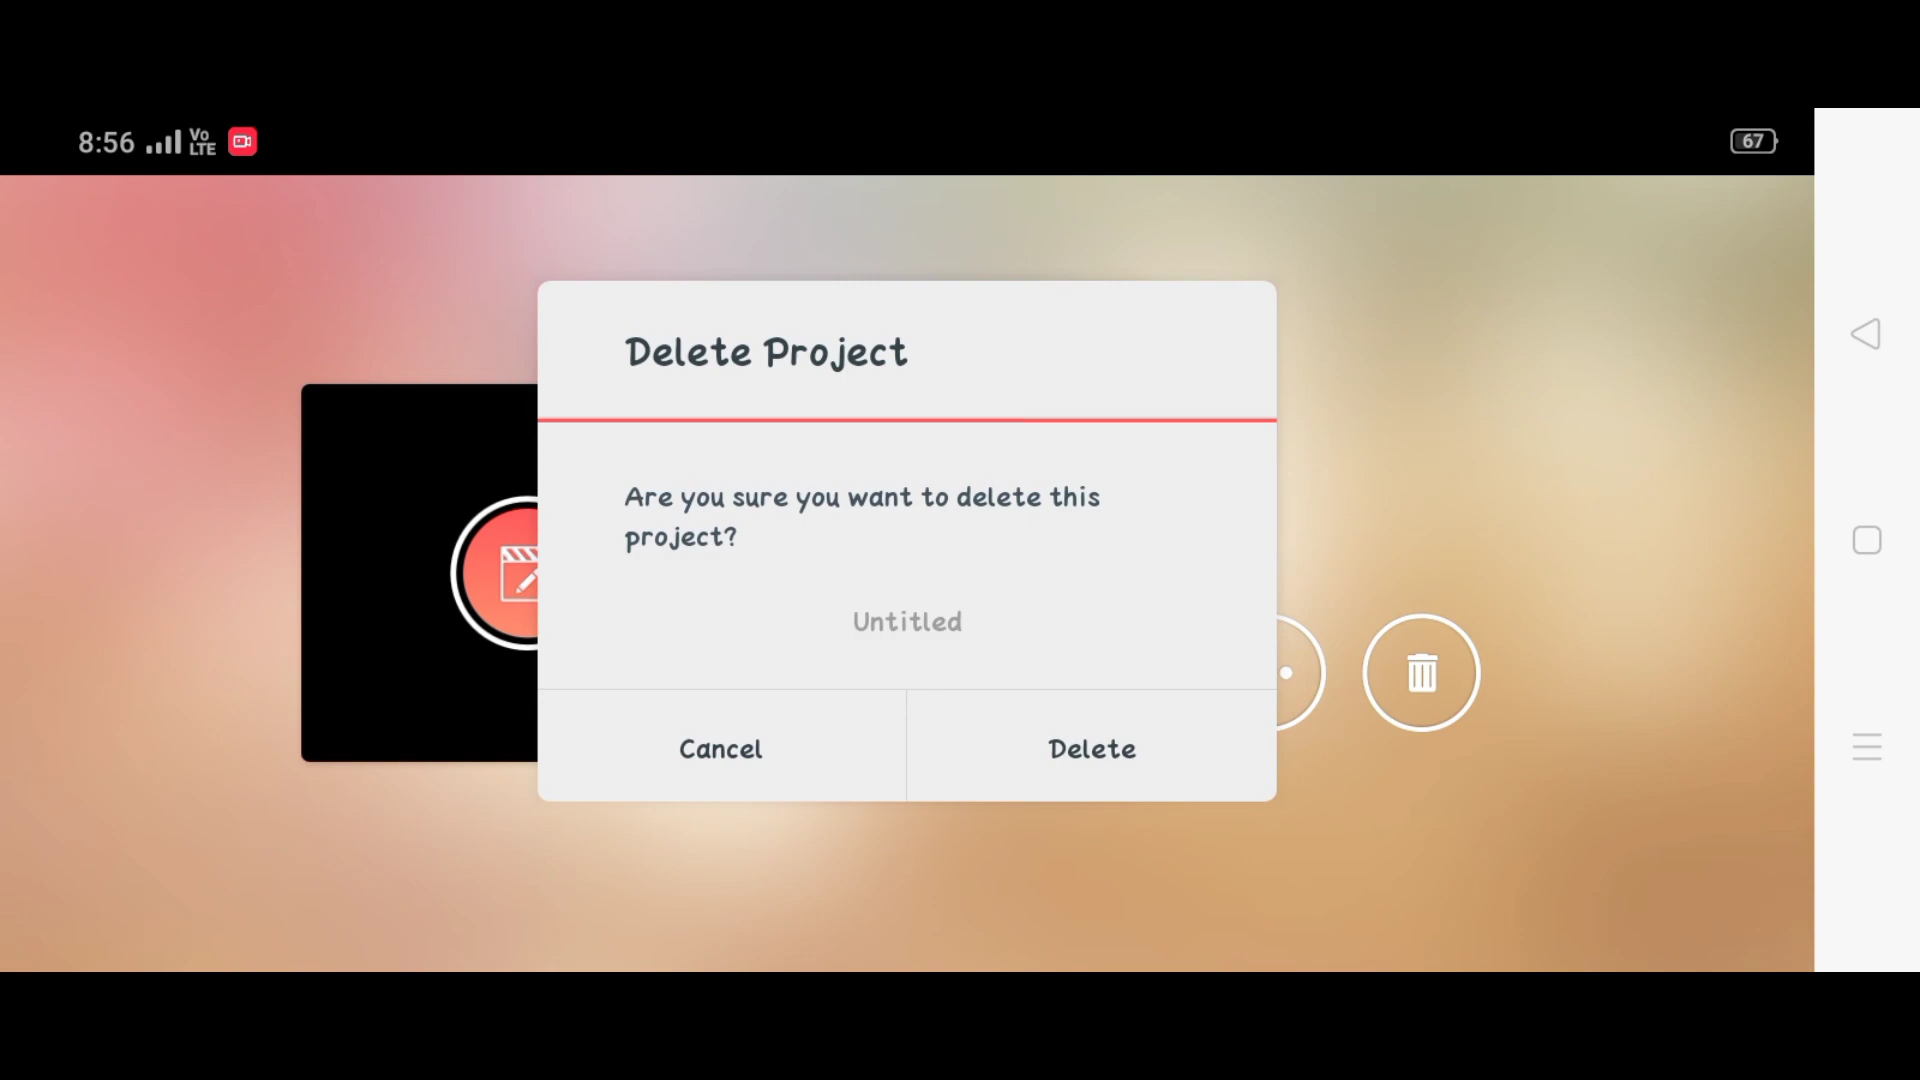 8:56 Vo LTE 67
Delete Project
Are you sure you want to delete this
project?
Untitled
Cancel Delete